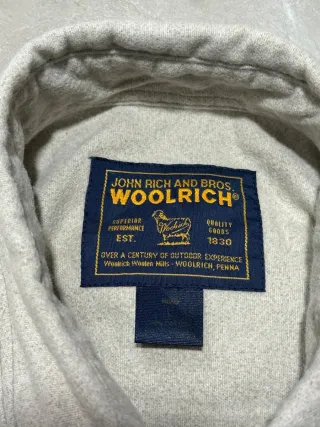 JOHN RICH AND BROS.
WOOLRICH®
SUPERIOR PERFORMANCE
Woolrich
QUALITY GOODS
EST.
1830
OVER A CENTURY OF OUTDOOR EXPERIENCE
Woolrich Woolen Mills - WOOLRICH, PENNA